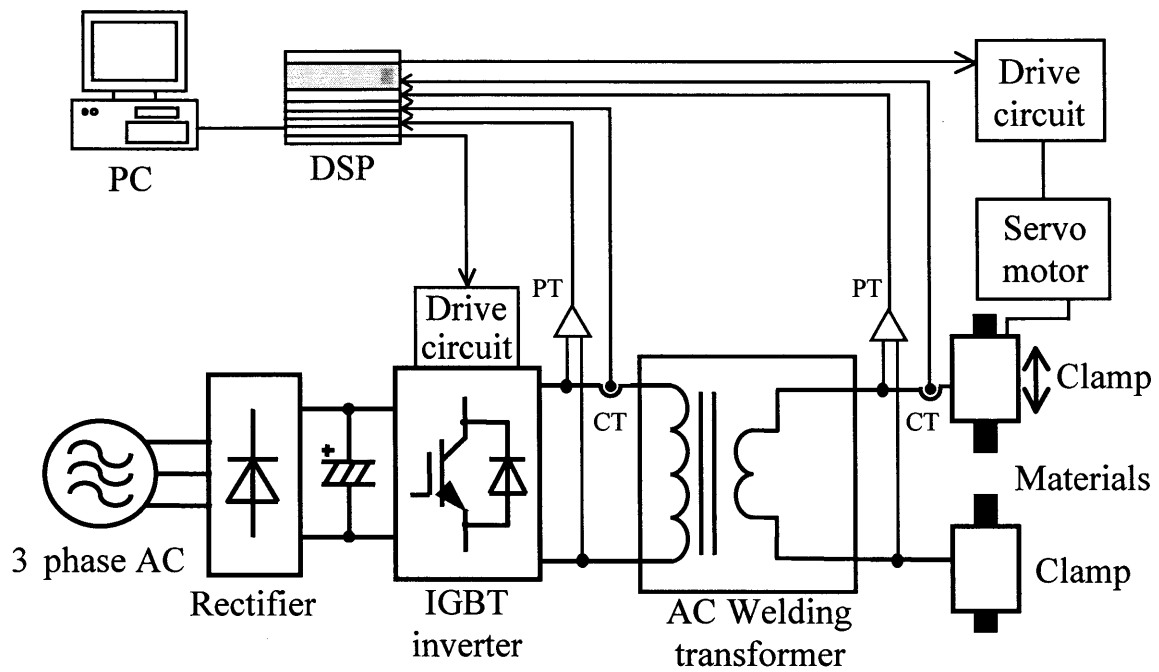 PC
DSP
Drive
circuit
Servo
motor
PT
PT
Drive
circuit
CT
CT
Clamp
Materials
Clamp
3 phase AC
Rectifier
+
IGBT
inverter
AC Welding
transformer